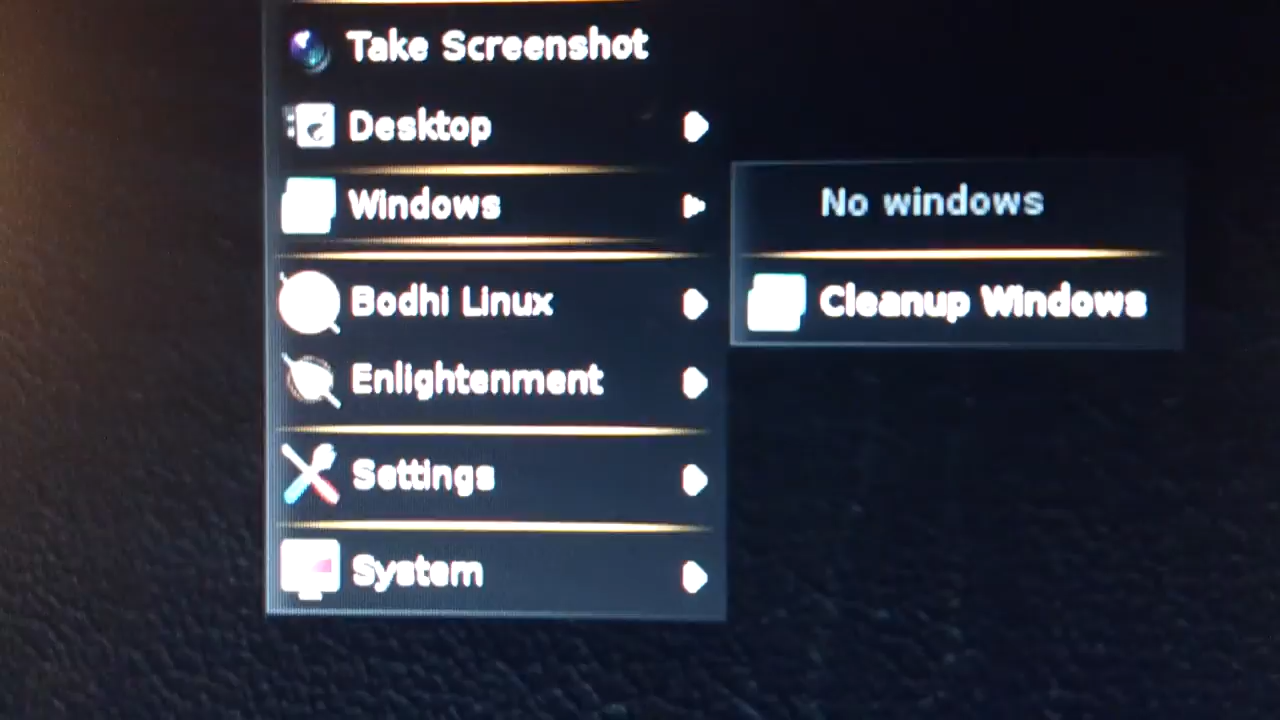 Take Screenshot
Desktop
Windows
No windows
Cleanup Windows
Bodhi Linux
Enlightenment
Settings
System